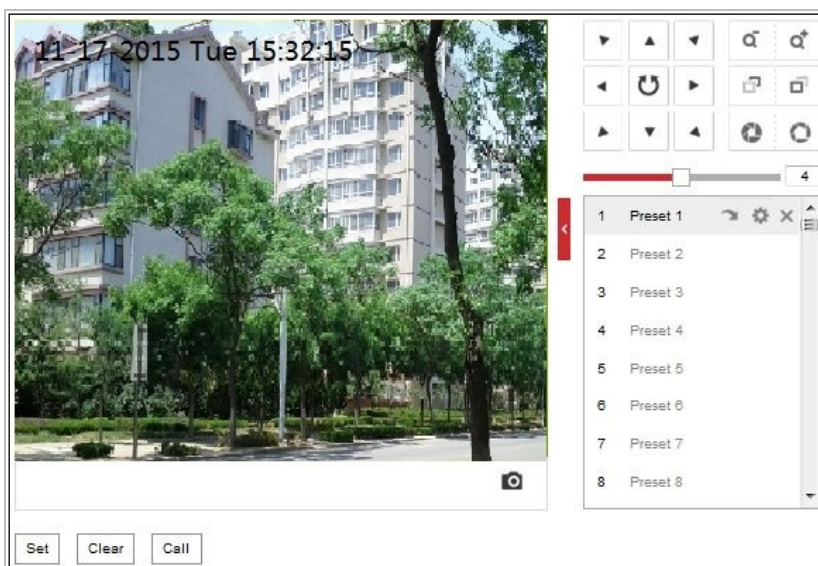 11-17-2015 Tue 15:32:15
4
1 Preset 1
2 Preset 2
3 Preset 3
4 Preset 4
5 Preset 5
6 Preset 6
7 Preset 7
8 Preset 8
Set Clear Call